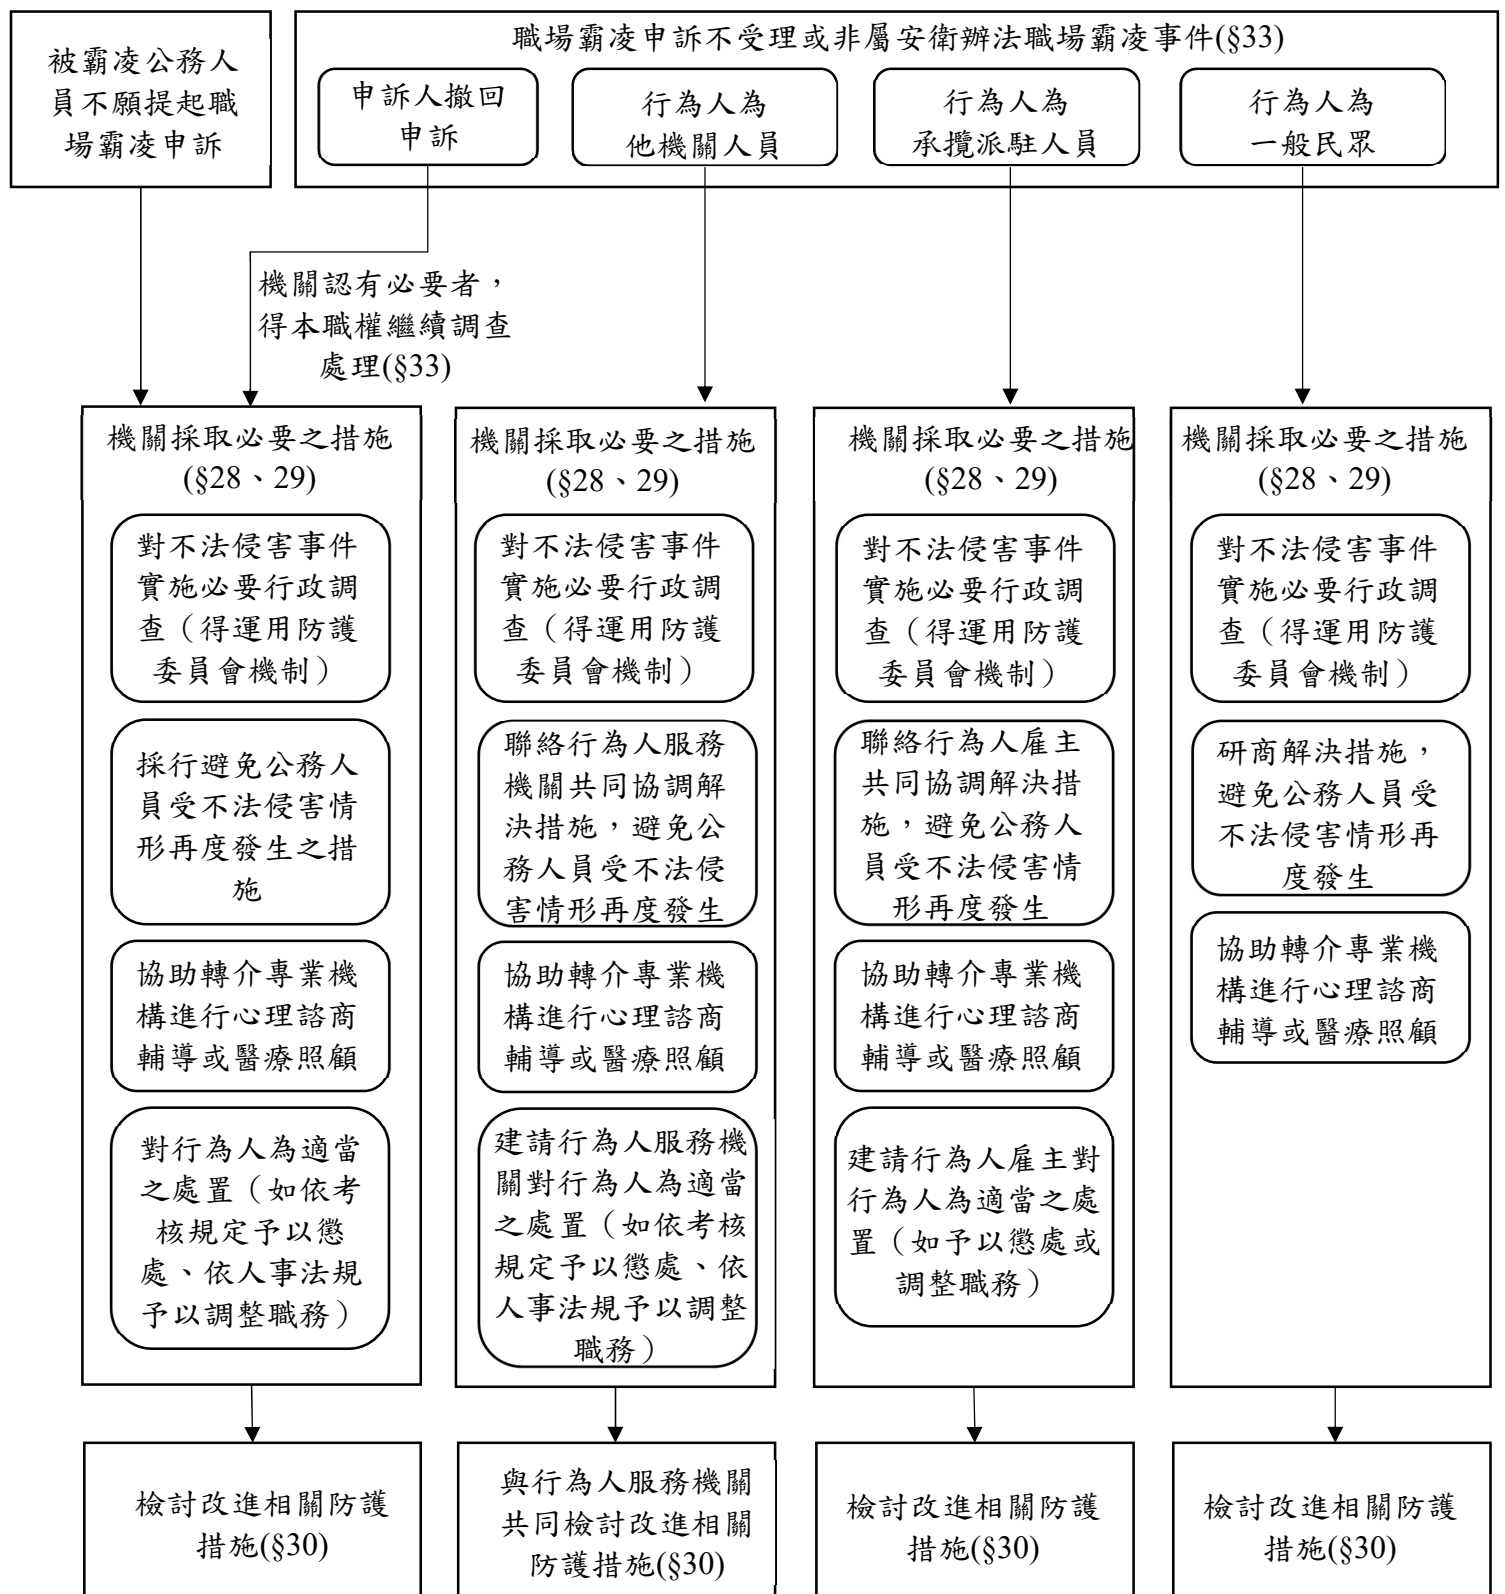 被霸凌公務人
員不願提起職
場霸凌申訴
職場霸凌申訴不受理或非屬安衛辦法職場霸凌事件(§33)
申訴人撤回
申訴
行為人為
他機關人員
行為人為
承攬派駐人員
行為人為
一般民眾
機關認有必要者，
得本職權繼續調查
處理(§33)
機關採取必要之措施
(§28、29)
對不法侵害事件
實施必要行政調
查（得運用防護
委員會機制）
採行避免公務人
員受不法侵害情
形再度發生之措
施
協助轉介專業機
構進行心理諮商
輔導或醫療照顧
對行為人為適當
之處置（如依考
核規定予以懲
處、依人事法規
予以調整職務）
檢討改進相關防護
措施(§30)
機關採取必要之措施
(§28、29)
對不法侵害事件
實施必要行政調
查（得運用防護
委員會機制）
聯絡行為人服務
機關共同協調解
決措施，避免公
務人員受不法侵
害情形再度發生
協助轉介專業機
構進行心理諮商
輔導或醫療照顧
建請行為人服務機
關對行為人為適當
之處置（如依考核
規定予以懲處、依
人事法規予以調整
職務）
與行為人服務機關
共同檢討改進相關
防護措施(§30)
機關採取必要之措施
(§28、29)
對不法侵害事件
實施必要行政調
查（得運用防護
委員會機制）
聯絡行為人雇主
共同協調解決措
施，避免公務人
員受不法侵害情
形再度發生
協助轉介專業機
構進行心理諮商
輔導或醫療照顧
建請行為人雇主對
行為人為適當之處
置（如予以懲處或
調整職務）
檢討改進相關防護
措施(§30)
機關採取必要之措施
(§28、29)
對不法侵害事件
實施必要行政調
查（得運用防護
委員會機制）
研商解決措施，
避免公務人員受
不法侵害情形再
度發生
協助轉介專業機
構進行心理諮商
輔導或醫療照顧
檢討改進相關防護
措施(§30)